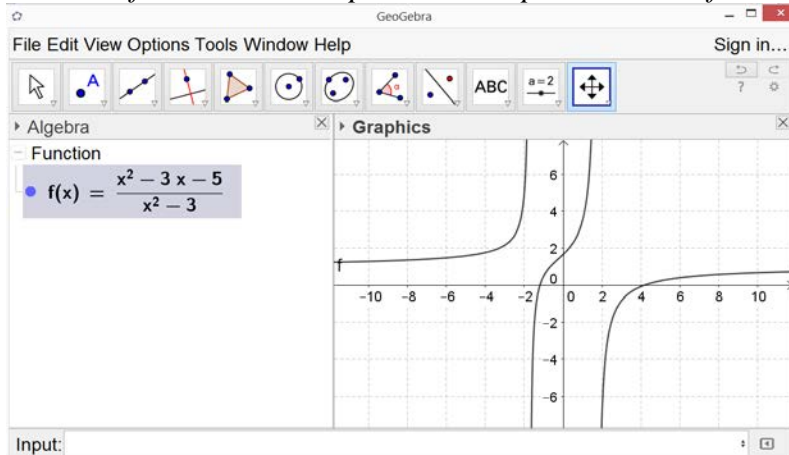 GeoGebra
File Edit View Options Tools Window Help Sign in...
A ABC a=2 ?
Algebra
Graphics
Function
f(x) = (x² − 3 x − 5) / (x² − 3)
f
6
4
2
0
−10 −8 −6 −4 −2 0 2 4 6 8 10
−2
−4
−6
Input: